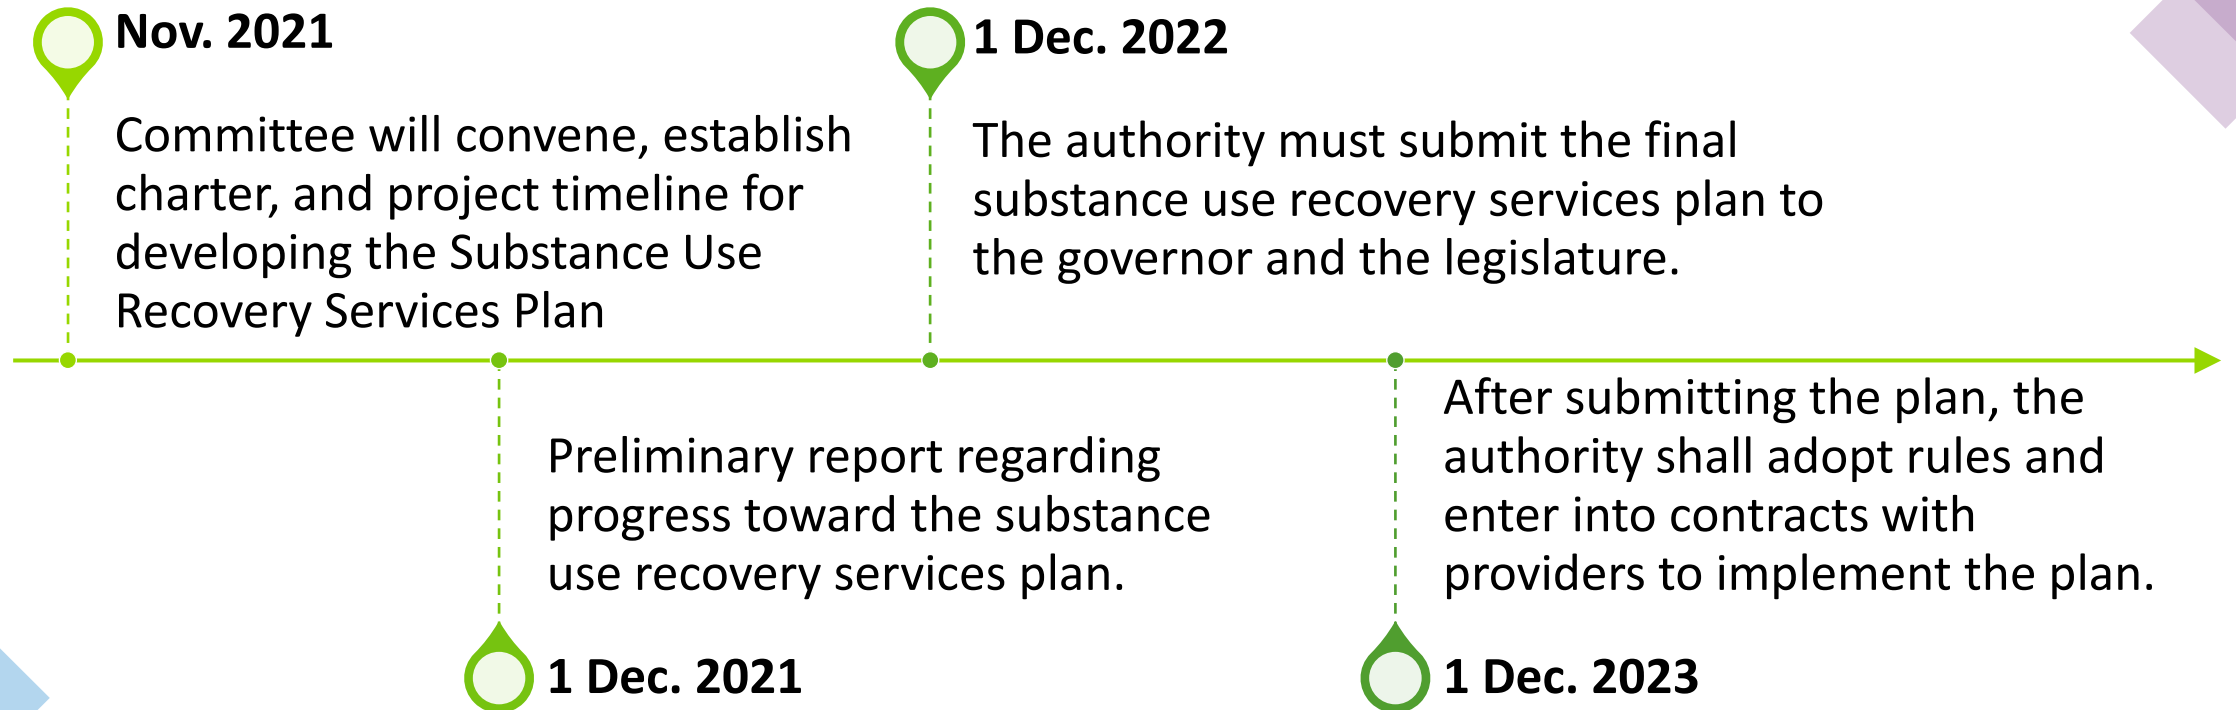 Nov. 2021
Committee will convene, establish
charter, and project timeline for
developing the Substance Use
Recovery Services Plan
1 Dec. 2022
The authority must submit the final
substance use recovery services plan to
the governor and the legislature.
Preliminary report regarding
progress toward the substance
use recovery services plan.
1 Dec. 2021
After submitting the plan, the
authority shall adopt rules and
enter into contracts with
providers to implement the plan.
1 Dec. 2023